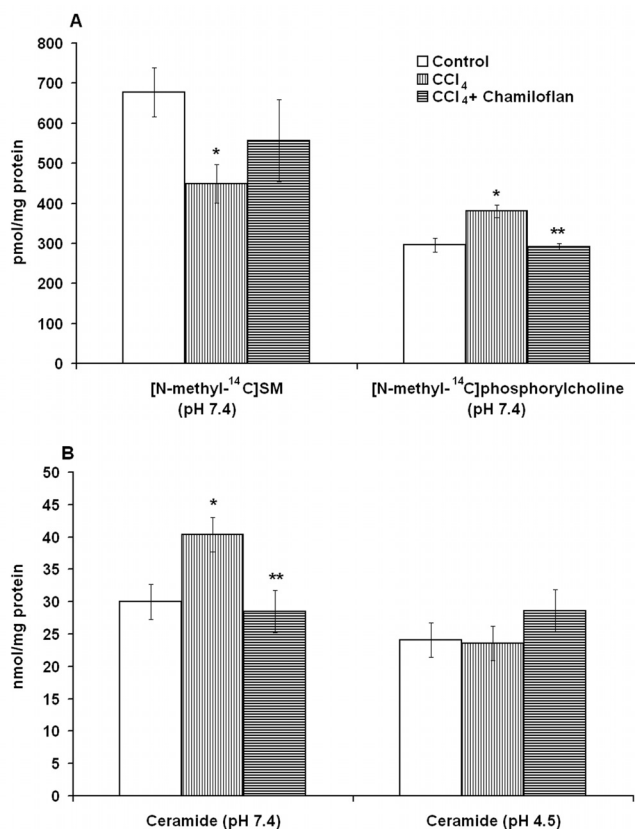 A
800
700
600
500
400
300
200
100
0
pmol/mg protein
Control
CCl₄
CCl₄+ Chamiloflan
*
*
**
[N-methyl-¹⁴C]SM
(pH 7.4)
[N-methyl-¹⁴C]phosphorylcholine
(pH 7.4)
B
50
45
40
35
30
25
20
15
10
5
0
nmol/mg protein
*
**
Ceramide (pH 7.4)
Ceramide (pH 4.5)